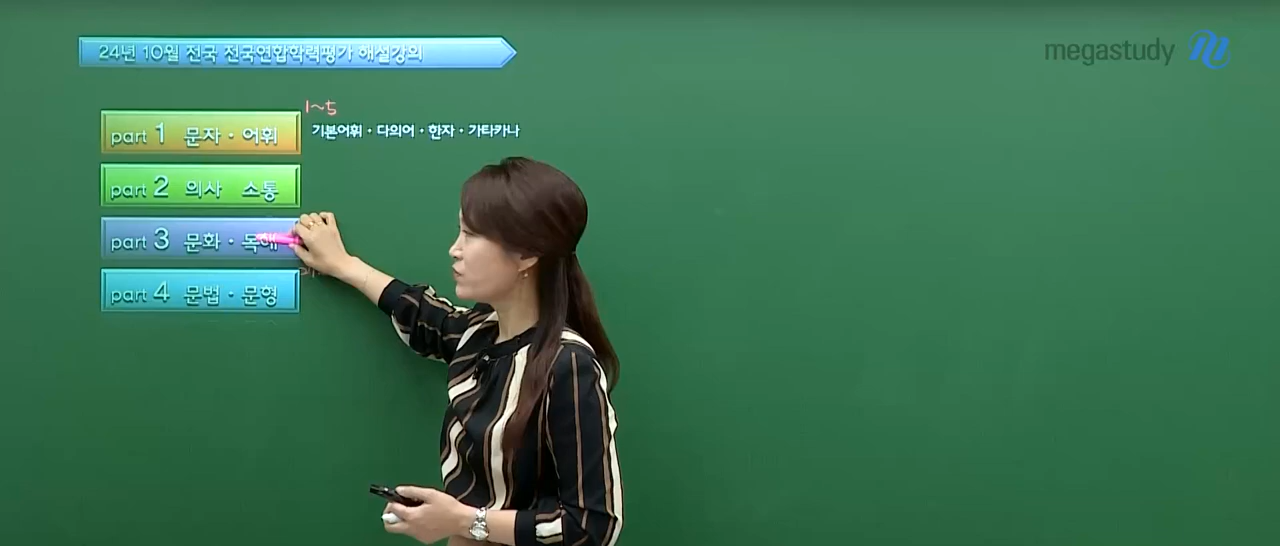 24년 10월 전국 전국연합학력평가 해설강의
megastudy
1~5
part 1 문자·어휘
기본어휘·다의어·한자·가타카나
part 2 의사 소통
part 3 문화·독해
part 4 문법·문형